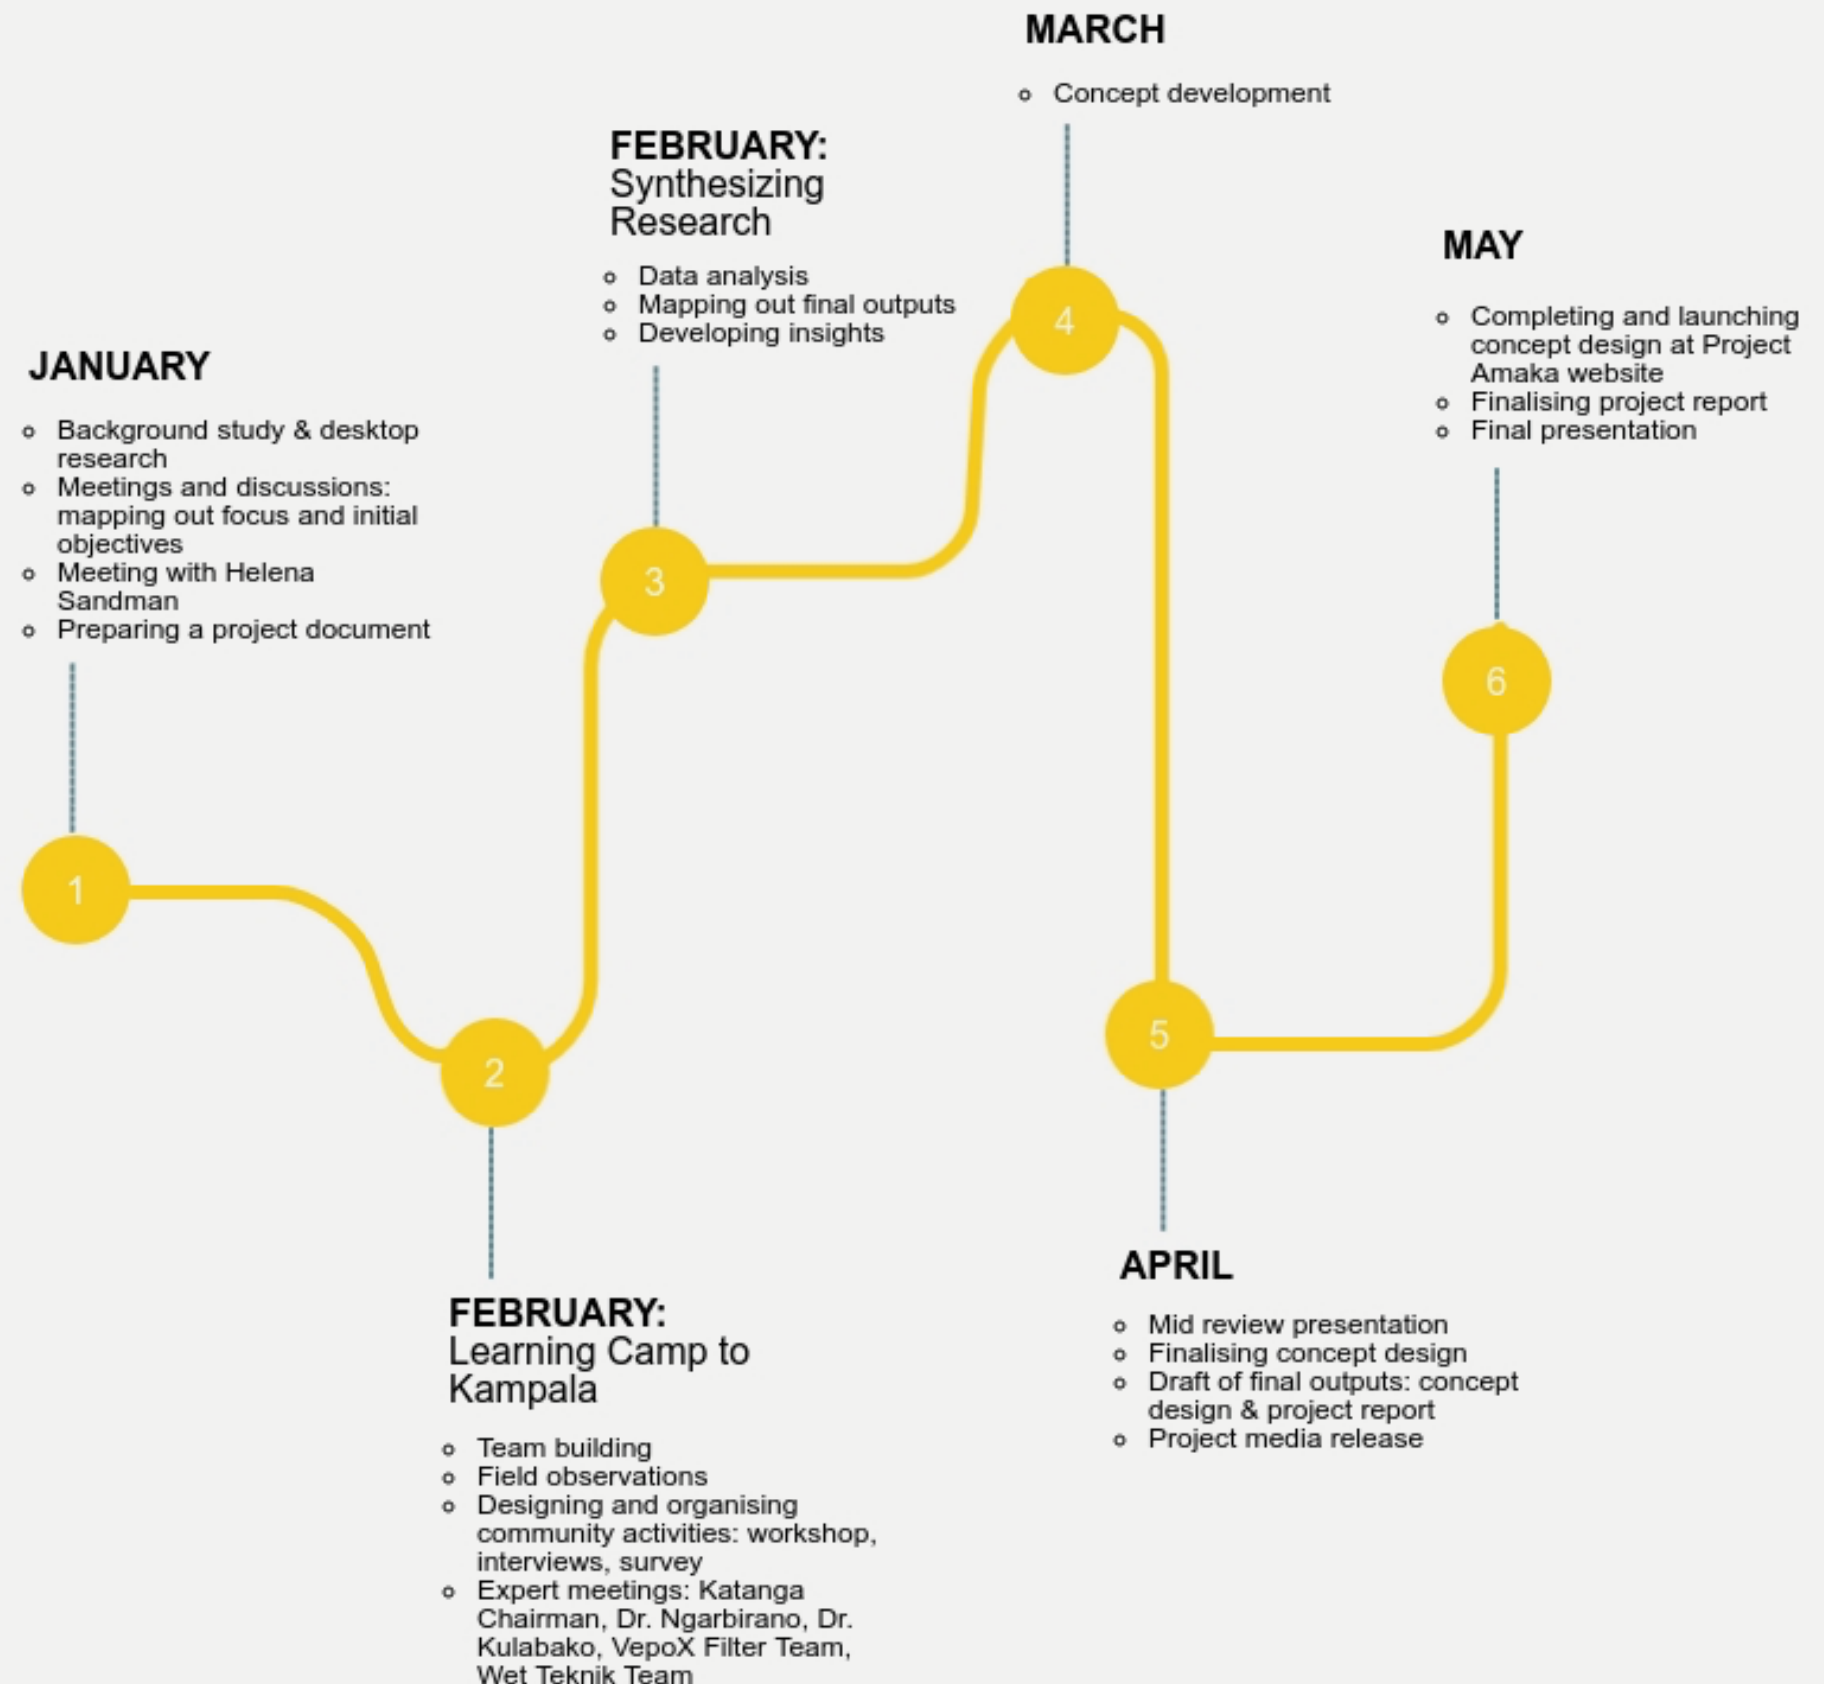 JANUARY
Background study & desktop
research
Meetings and discussions:
mapping out focus and initial
objectives
Meeting with Helena
Sandman
Preparing a project document
1
2
FEBRUARY:
Learning Camp to
Kampala
Team building
Field observations
Designing and organising
community activities: workshop,
interviews, survey
Expert meetings: Katanga
Chairman, Dr. Ngarbirano, Dr.
Kulabako, VepoX Filter Team,
Wet Teknik Team
FEBRUARY:
Synthesizing
Research
Data analysis
Mapping out final outputs
Developing insights
3
MARCH
Concept development
4
5
APRIL
Mid review presentation
Finalising concept design
Draft of final outputs: concept
design & project report
Project media release
MAY
Completing and launching
concept design at Project
Amaka website
Finalising project report
Final presentation
6